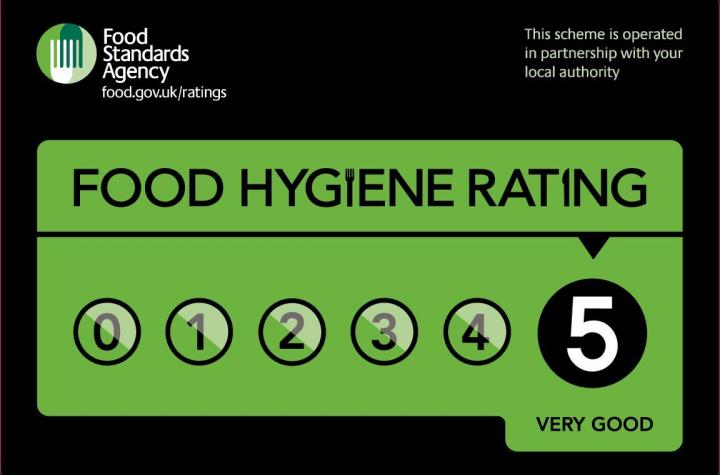 Food
Standards
Agency
food.gov.uk/ratings
This scheme is operated
in partnership with your
local authority
FOOD HYGIENE RATING
0 1 2 3 4 5
VERY GOOD